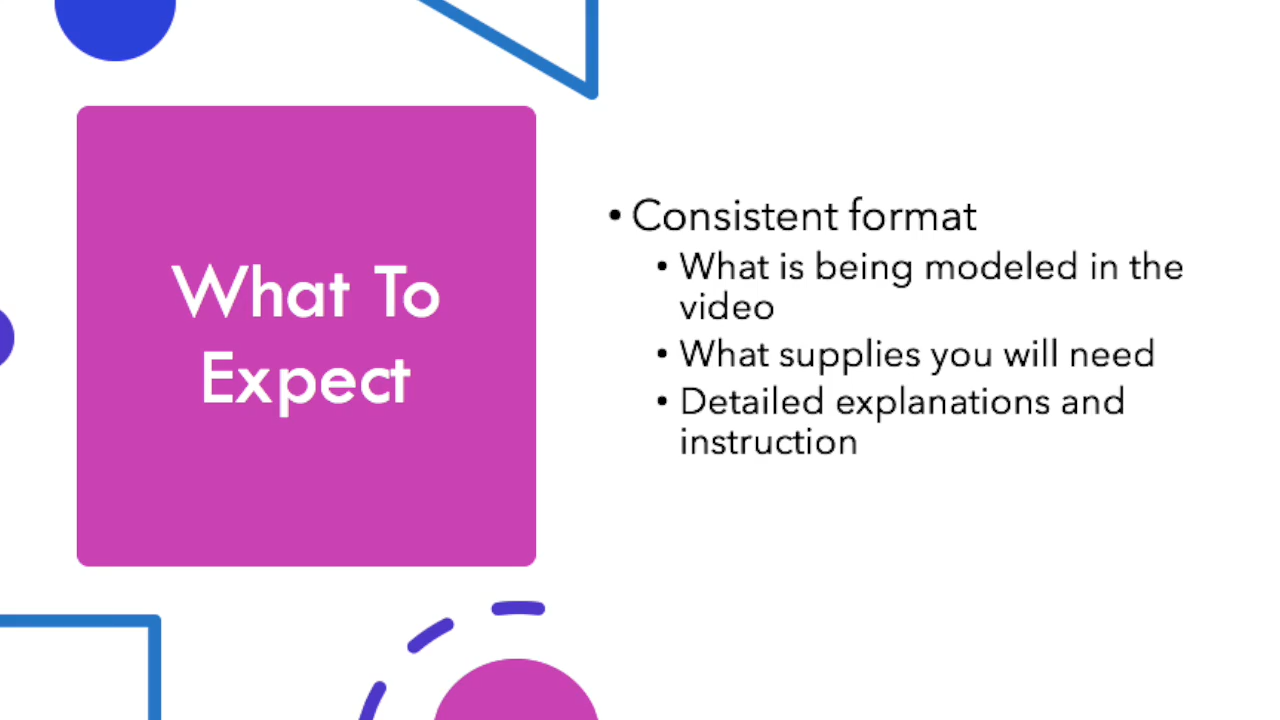 What To
Expect
• Consistent format
• What is being modeled in the
video
• What supplies you will need
• Detailed explanations and
instruction